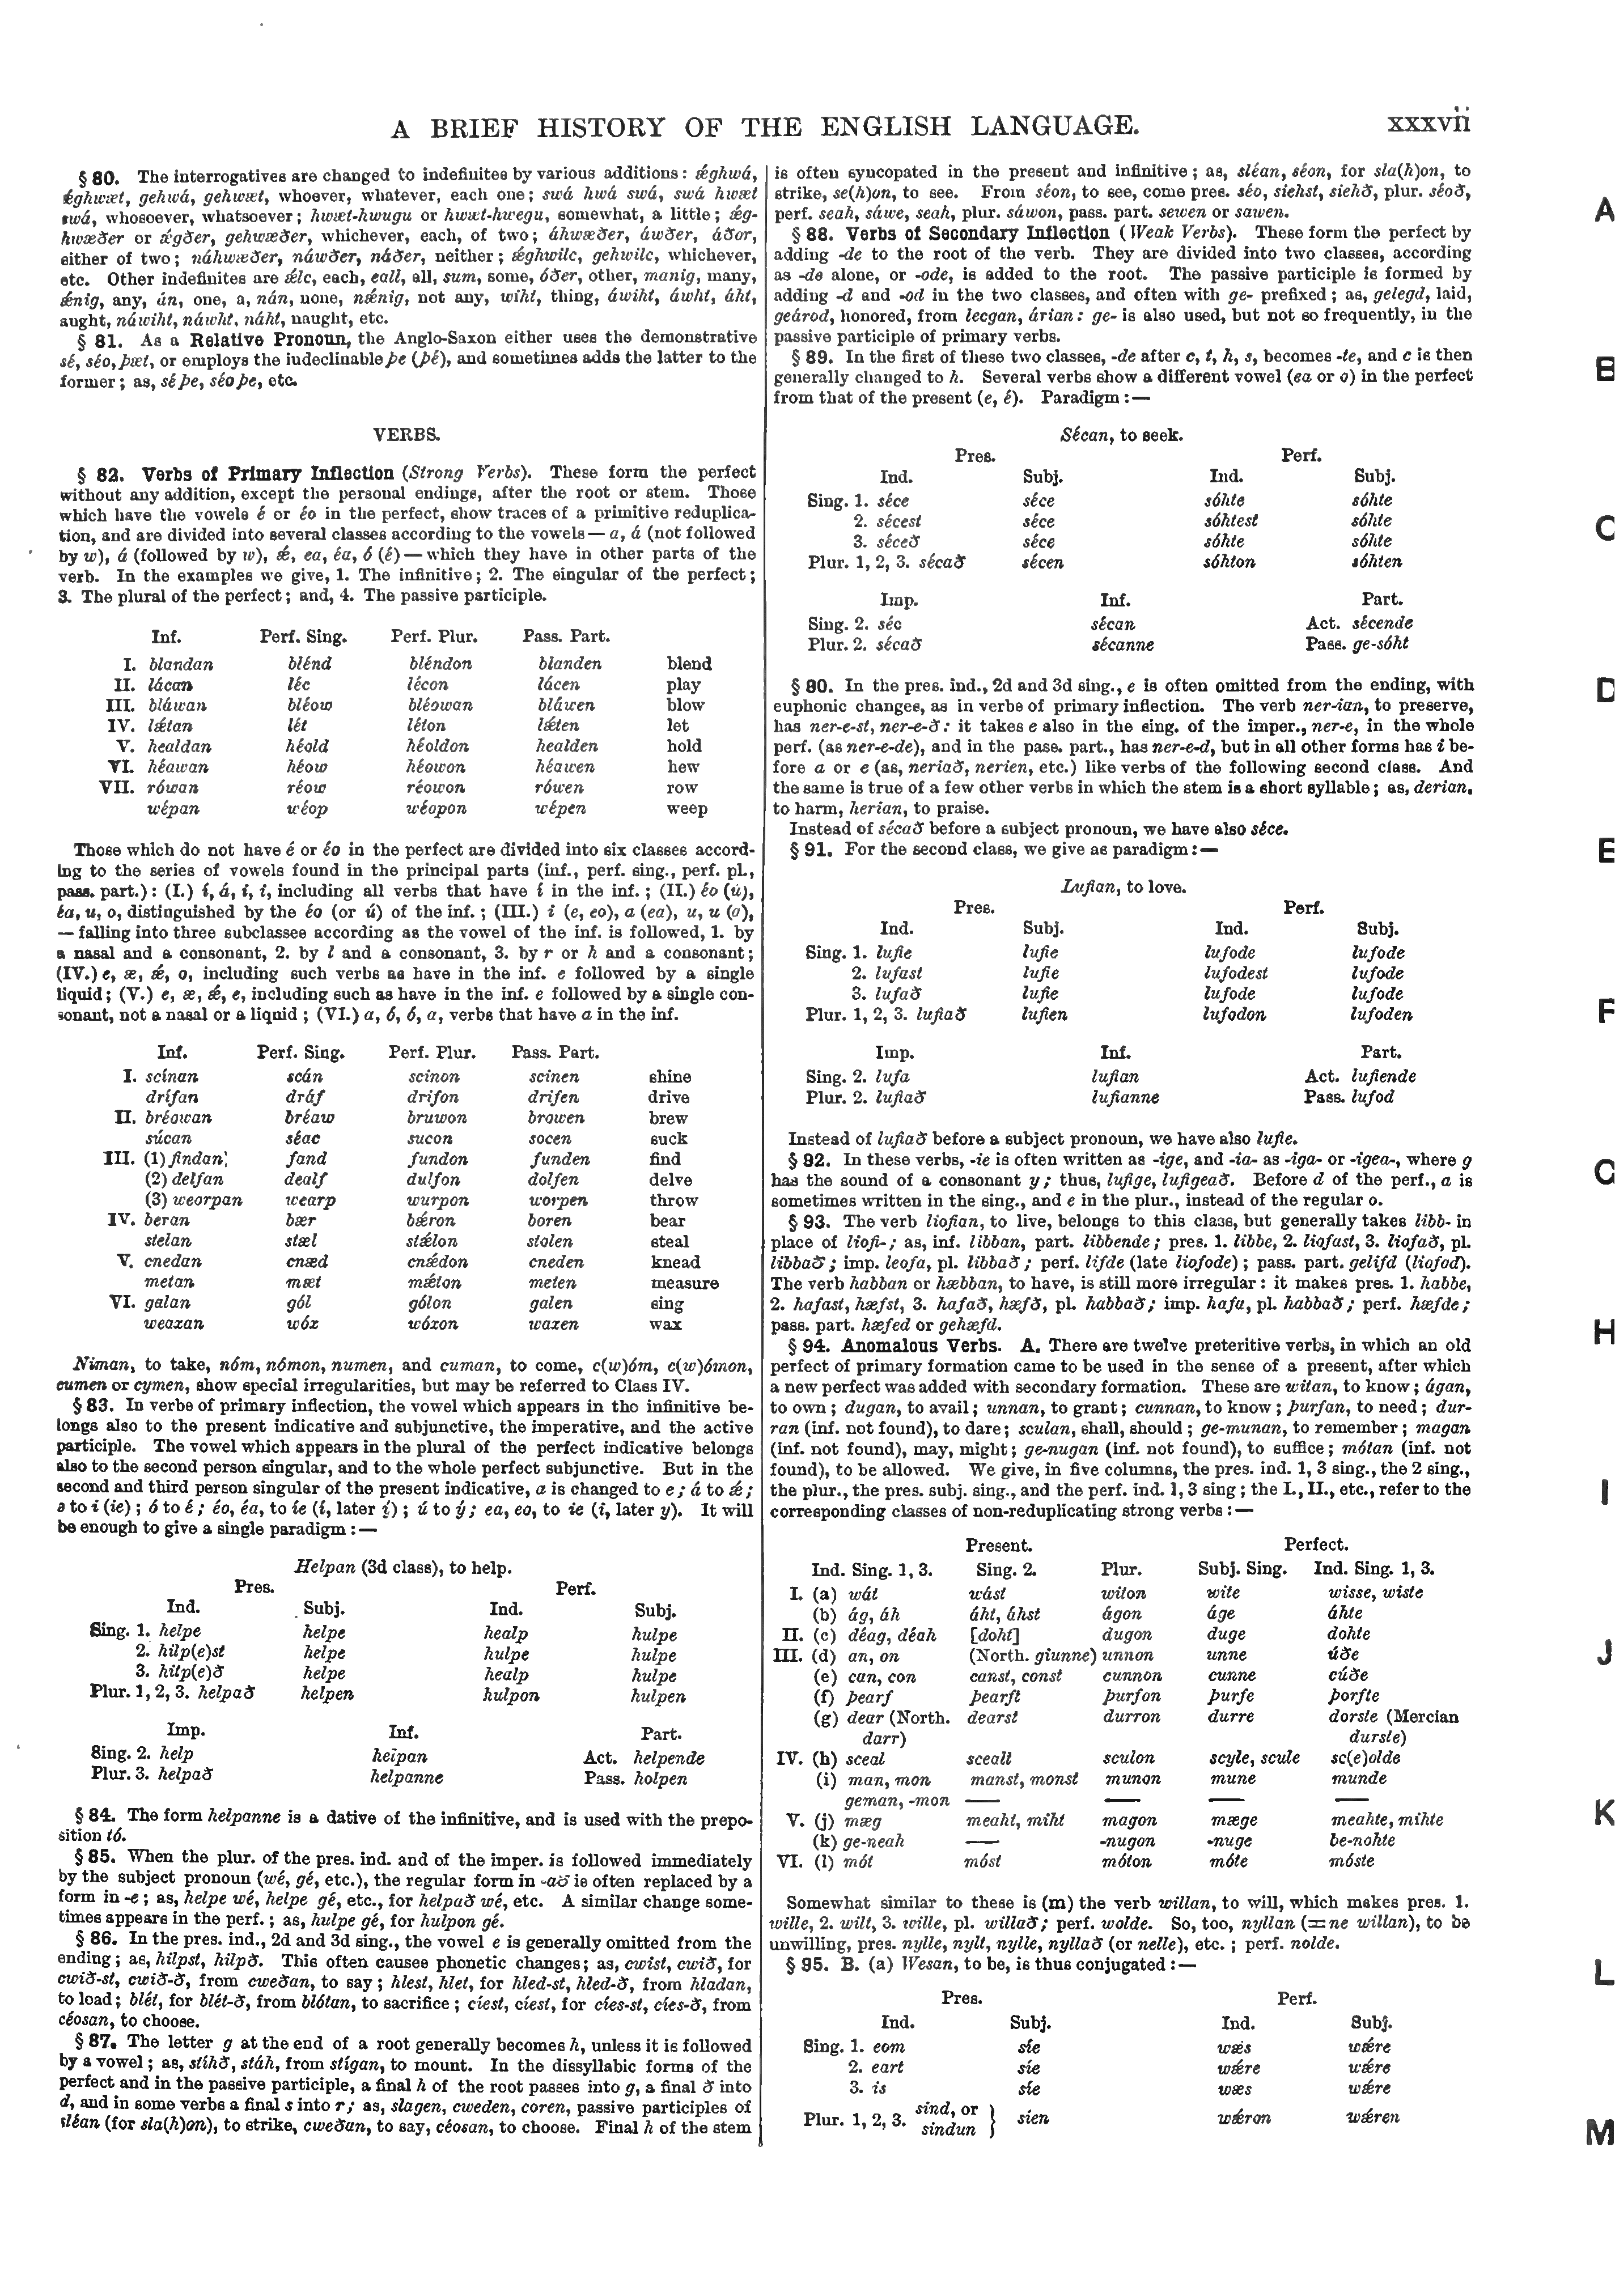 A BRIEF HISTORY OF THE ENGLISH LANGUAGE. xxxvii
§ 80. The interrogatives are changed to indefinites by various additions: ǽghwá,
ǽghwæt, gehwá, gehwæt, whoever, whatever, each one; swá hwá swá, swá hwæt
swá, whosoever, whatsoever; hwæt-hwugu or hwæt-hwegu, somewhat, a little; ǽg-
hwæðer or ǽgðer, gehwæðer, whichever, each, of two; áhwæðer, áwðer, áðor,
either of two; náhwæðer, náwðer, náðer, neither; ǽghwilc, gehwilc, whichever,
etc. Other indefinites are ǽlc, each, eall, all, sum, some, óðer, other, manig, many,
ǽnig, any, án, one, a, nán, none, nǽnig, not any, wiht, thing, áwiht, áwht, áht,
aught, náwiht, náwht, náht, naught, etc.
§ 81. As a Relative Pronoun, the Anglo-Saxon either uses the demonstrative
sé, séo, þæt, or employs the indeclinable þe (þé), and sometimes adds the latter to the
former; as, sé þe, séo þe, etc.
VERBS.
§ 82. Verbs of Primary Inflection (Strong Verbs). These form the perfect
without any addition, except the personal endings, after the root or stem. Those
which have the vowels é or éo in the perfect, show traces of a primitive reduplica-
tion, and are divided into several classes according to the vowels — a, á (not followed
by w), á (followed by w), ǽ, ea, éa, ó (é) — which they have in other parts of the
verb. In the examples we give, 1. The infinitive; 2. The singular of the perfect;
3. The plural of the perfect; and, 4. The passive participle.
Inf. Perf. Sing. Perf. Plur. Pass. Part.
I. blandan blénd bléndon blanden blend
II. lácan léc lécon lácen play
III. bláwan bléow bléowan bláwen blow
IV. lǽtan lét léton lǽten let
V. healdan héold héoldon healden hold
VI. héawan héow héowon héawen hew
VII. rówan réow réowon rówen row
wépan wéop wéopon wépen weep
Those which do not have é or éo in the perfect are divided into six classes accord-
ing to the series of vowels found in the principal parts (inf., perf. sing., perf. pl.,
pass. part.): (I.) í, á, i, i, including all verbs that have í in the inf.; (II.) éo (ú),
éa, u, o, distinguished by the éo (or ú) of the inf.; (III.) i (e, eo), a (ea), u, u (o),
— falling into three subclasses according as the vowel of the inf. is followed, 1. by
a nasal and a consonant, 2. by l and a consonant, 3. by r or h and a consonant;
(IV.) e, æ, ǽ, o, including such verbs as have in the inf. e followed by a single
liquid; (V.) e, æ, ǽ, e, including such as have in the inf. e followed by a single con-
sonant, not a nasal or a liquid; (VI.) a, ó, ó, a, verbs that have a in the inf.
Inf. Perf. Sing. Perf. Plur. Pass. Part.
I. scínan scán scinon scinen shine
drífan dráf drifon drifen drive
II. bréowan bréaw bruwon browen brew
súcan séac sucon socen suck
III. (1) findan fand fundon funden find
(2) delfan dealf dulfon dolfen delve
(3) weorpan wearp wurpon worpen throw
IV. beran bær bǽron boren bear
stelan stæl stǽlon stolen steal
V. cnedan cnæd cnǽdon cneden knead
metan mæt mǽton meten measure
VI. galan gól gólon galen sing
weaxan wóx wóxon waxen wax
Niman, to take, nóm, nómon, numen, and cuman, to come, c(w)óm, c(w)ómon,
cumen or cymen, show special irregularities, but may be referred to Class IV.
§ 83. In verbs of primary inflection, the vowel which appears in the infinitive be-
longs also to the present indicative and subjunctive, the imperative, and the active
participle. The vowel which appears in the plural of the perfect indicative belongs
also to the second person singular, and to the whole perfect subjunctive. But in the
second and third person singular of the present indicative, a is changed to e; á to ǽ;
e to i (ie); ó to é; éo, éa, to íe (í, later ý); ú to ý; ea, eo, to ie (i, later y). It will
be enough to give a single paradigm: —
Helpan (3d class), to help.
Pres. Perf.
Ind. Subj. Ind. Subj.
Sing. 1. helpe helpe healp hulpe
2. hilp(e)st helpe hulpe hulpe
3. hilp(e)ð helpe healp hulpe
Plur. 1, 2, 3. helpað helpen hulpon hulpen
Imp. Inf. Part.
Sing. 2. help helpan Act. helpende
Plur. 3. helpað helpanne Pass. holpen
§ 84. The form helpanne is a dative of the infinitive, and is used with the prepo-
sition tó.
§ 85. When the plur. of the pres. ind. and of the imper. is followed immediately
by the subject pronoun (wé, gé, etc.), the regular form in -að is often replaced by a
form in -e; as, helpe wé, helpe gé, etc., for helpað wé, etc. A similar change some-
times appears in the perf.; as, hulpe gé, for hulpon gé.
§ 86. In the pres. ind., 2d and 3d sing., the vowel e is generally omitted from the
ending; as, hilpst, hilpð. This often causes phonetic changes; as, cwist, cwið, for
cwið-st, cwið-ð, from cweðan, to say; hlest, hlet, for hled-st, hled-ð, from hladan,
to load; blét, for blét-ð, from blótan, to sacrifice; cíest, cíest, for cíes-st, cíes-ð, from
céosan, to choose.
§ 87. The letter g at the end of a root generally becomes h, unless it is followed
by a vowel; as, stíhð, stáh, from stígan, to mount. In the dissyllabic forms of the
perfect and in the passive participle, a final h of the root passes into g, a final ð into
d, and in some verbs a final s into r; as, slagen, cweden, coren, passive participles of
sléan (for sla(h)on), to strike, cweðan, to say, céosan, to choose. Final h of the stem
is often syncopated in the present and infinitive; as, sléan, séon, for sla(h)on, to
strike, se(h)on, to see. From séon, to see, come pres. séo, siehst, siehð, plur. séoð,
perf. seah, sáwe, seah, plur. sáwon, pass. part. sewen or sawen.
§ 88. Verbs of Secondary Inflection (Weak Verbs). These form the perfect by
adding -de to the root of the verb. They are divided into two classes, according
as -de alone, or -ode, is added to the root. The passive participle is formed by
adding -d and -od in the two classes, and often with ge- prefixed; as, gelegd, laid,
geárod, honored, from lecgan, árian: ge- is also used, but not so frequently, in the
passive participle of primary verbs.
§ 89. In the first of these two classes, -de after c, t, h, s, becomes -te, and c is then
generally changed to h. Several verbs show a different vowel (ea or o) in the perfect
from that of the present (e, é). Paradigm: —
Sécan, to seek.
Pres. Perf.
Ind. Subj. Ind. Subj.
Sing. 1. séce séce sóhte sóhte
2. sécest séce sóhtest sóhte
3. séceð séce sóhte sóhte
Plur. 1, 2, 3. sécað sécen sóhton sóhten
Imp. Inf. Part.
Sing. 2. séc sécan Act. sécende
Plur. 2. sécað sécanne Pass. ge-sóht
§ 80. In the pres. ind., 2d and 3d sing., e is often omitted from the ending, with
euphonic changes, as in verbs of primary inflection. The verb ner-ian, to preserve,
has ner-e-st, ner-e-ð: it takes e also in the sing. of the imper., ner-e, in the whole
perf. (as ner-e-de), and in the pass. part., has ner-e-d, but in all other forms has i be-
fore a or e (as, neriað, nerien, etc.) like verbs of the following second class. And
the same is true of a few other verbs in which the stem is a short syllable; as, derian,
to harm, herian, to praise.
Instead of sécað before a subject pronoun, we have also séce.
§ 91. For the second class, we give as paradigm: —
Lufian, to love.
Pres. Perf.
Ind. Subj. Ind. Subj.
Sing. 1. lufie lufie lufode lufode
2. lufast lufie lufodest lufode
3. lufað lufie lufode lufode
Plur. 1, 2, 3. lufiað lufien lufodon lufoden
Imp. Inf. Part.
Sing. 2. lufa lufian Act. lufiende
Plur. 2. lufiað lufianne Pass. lufod
Instead of lufiað before a subject pronoun, we have also lufie.
§ 92. In these verbs, -ie is often written as -ige, and -ia- as -iga- or -igea-, where g
has the sound of a consonant y; thus, lufige, lufigeað. Before d of the perf., a is
sometimes written in the sing., and e in the plur., instead of the regular o.
§ 93. The verb liofian, to live, belongs to this class, but generally takes libb- in
place of liofi-; as, inf. libban, part. libbende; pres. 1. libbe, 2. liofast, 3. liofað, pl.
libbað; imp. leofa, pl. libbað; perf. lifde (late liofode); pass. part. gelifd (liofod).
The verb habban or hæbban, to have, is still more irregular: it makes pres. 1. habbe,
2. hafast, hæfst, 3. hafað, hæfð, pl. habbað; imp. hafa, pl. habbað; perf. hæfde;
pass. part. hæfed or gehæfd.
§ 94. Anomalous Verbs. A. There are twelve preteritive verbs, in which an old
perfect of primary formation came to be used in the sense of a present, after which
a new perfect was added with secondary formation. These are witan, to know; ágan,
to own; dugan, to avail; unnan, to grant; cunnan, to know; þurfan, to need; dur-
ran (inf. not found), to dare; sculan, shall, should; ge-munan, to remember; magan
(inf. not found), may, might; ge-nugan (inf. not found), to suffice; mótan (inf. not
found), to be allowed. We give, in five columns, the pres. ind. 1, 3 sing., the 2 sing.,
the plur., the pres. subj. sing., and the perf. ind. 1, 3 sing; the I., II., etc., refer to the
corresponding classes of non-reduplicating strong verbs: —
Present. Perfect.
Ind. Sing. 1, 3. Sing. 2. Plur. Subj. Sing. Ind. Sing. 1, 3.
I. (a) wát wást witon wite wisse, wiste
(b) ág, áh áht, áhst ágon áge áhte
II. (c) déag, déah [doht] dugon duge dohte
III. (d) an, on (North. giunne) unnon unne úðe
(e) can, con canst, const cunnon cunne cúðe
(f) þearf þearft þurfon þurfe þorfte
(g) dear (North. dearst durron durre dorste (Mercian
darr) durste)
IV. (h) sceal scealt sculon scyle, scule sc(e)olde
(i) man, mon manst, monst munon mune munde
geman, -mon — — — —
V. (j) mæg meaht, miht magon mæge meahte, mihte
(k) ge-neah — -nugon -nuge be-nohte
VI. (l) mót móst móton móte móste
Somewhat similar to these is (m) the verb willan, to will, which makes pres. 1.
wille, 2. wilt, 3. wille, pl. willað; perf. wolde. So, too, nyllan (= ne willan), to be
unwilling, pres. nylle, nylt, nylle, nyllað (or nelle), etc.; perf. nolde.
§ 95. B. (a) Wesan, to be, is thus conjugated: —
Pres. Perf.
Ind. Subj. Ind. Subj.
Sing. 1. eom síe wæs wǽre
2. eart síe wǽre wǽre
3. is síe wæs wǽre
Plur. 1, 2, 3. sind, or sindun } sien wǽron wǽren
A
B
C
D
E
F
G
H
I
J
K
L
M